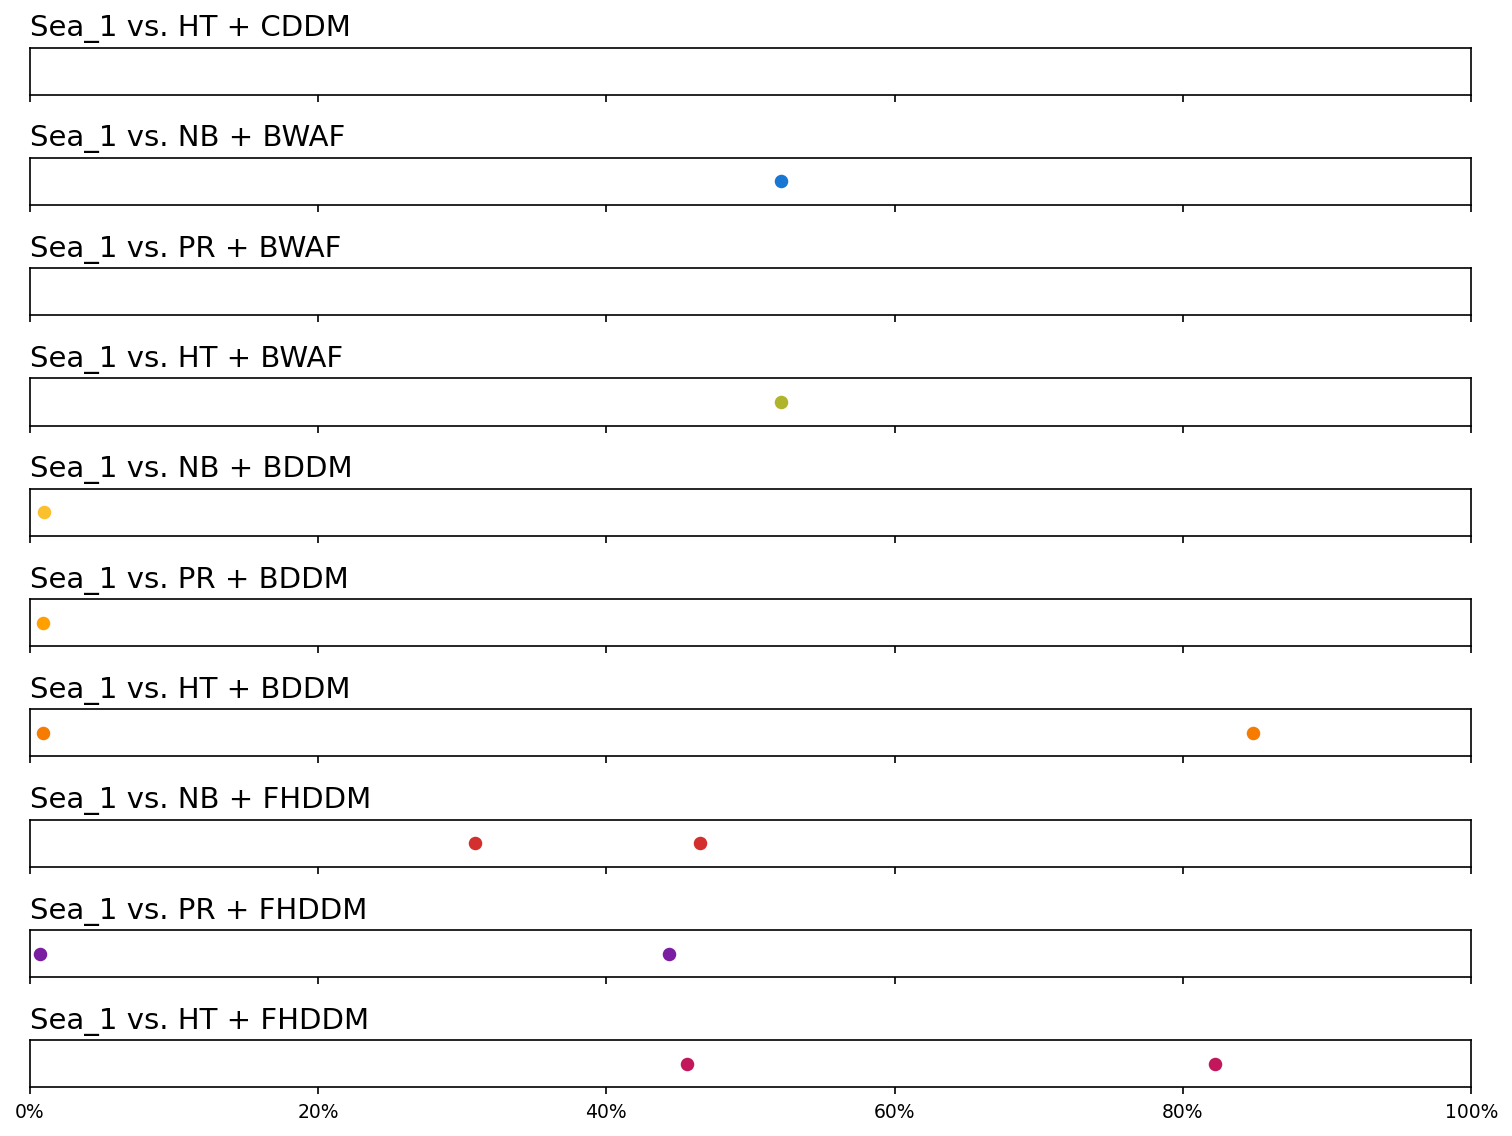 Sea_1 vs. HT + CDDM
Sea_1 vs. NB + BWAF
Sea_1 vs. PR + BWAF
Sea_1 vs. HT + BWAF
Sea_1 vs. NB + BDDM
Sea_1 vs. PR + BDDM
Sea_1 vs. HT + BDDM
Sea_1 vs. NB + FHDDM
Sea_1 vs. PR + FHDDM
Sea_1 vs. HT + FHDDM
0% 20% 40% 60% 80% 100%